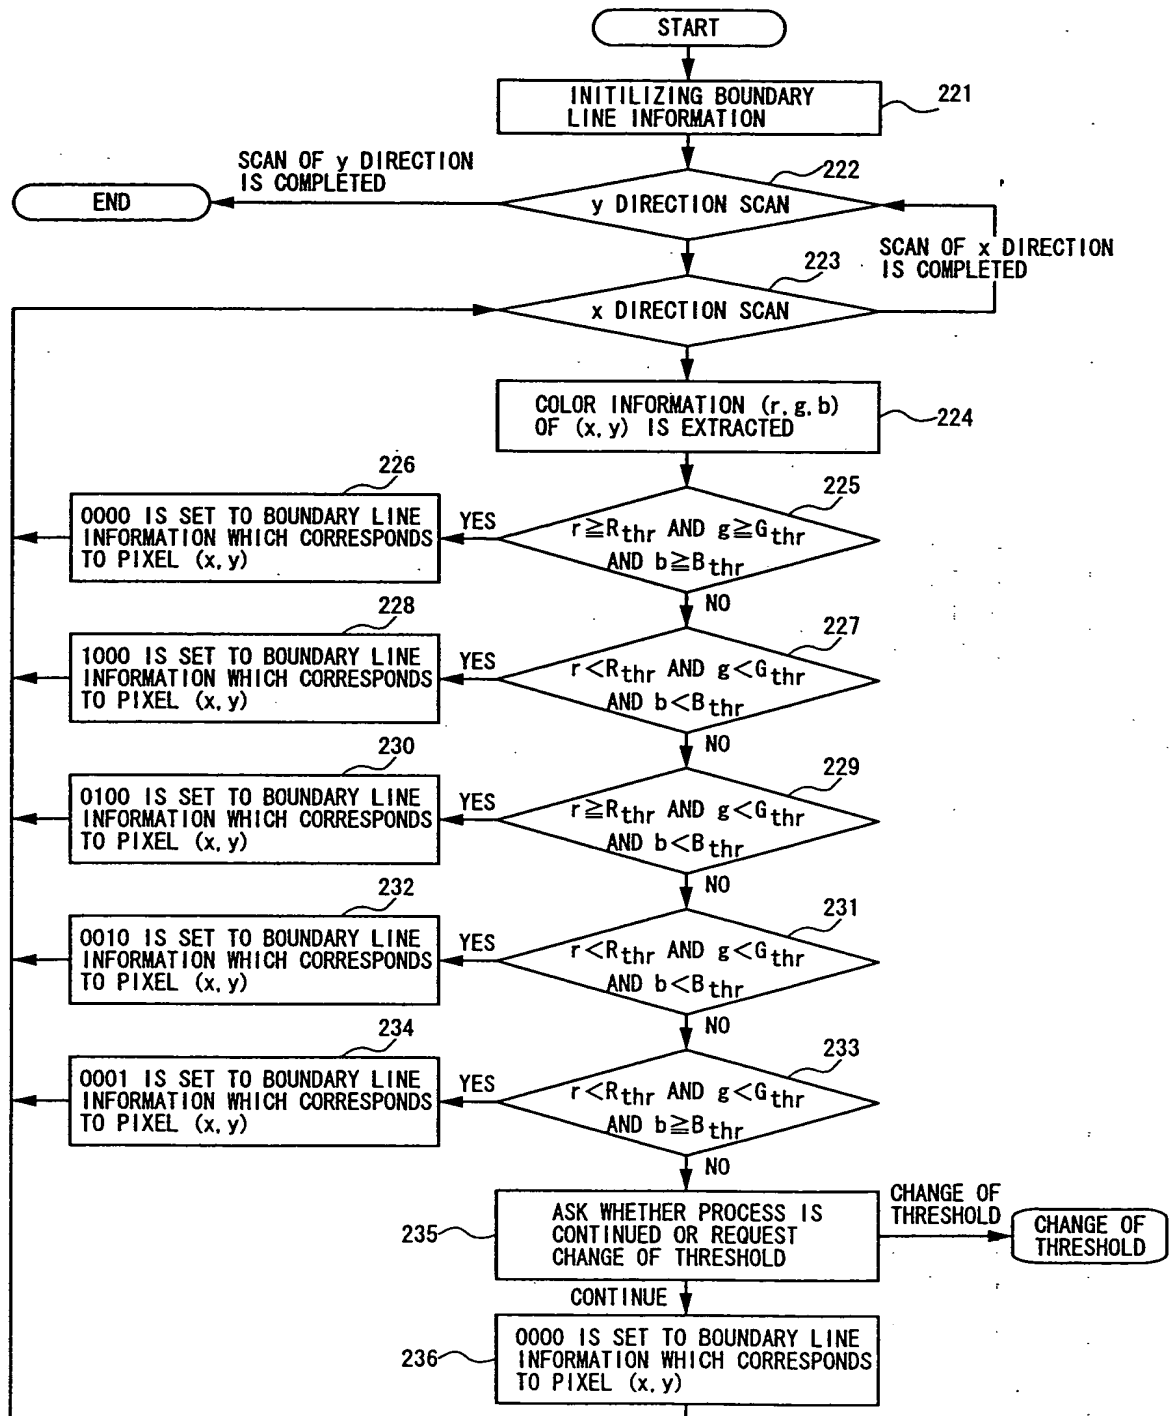 START
INITILIZING BOUNDARY
LINE INFORMATION
221
SCAN OF y DIRECTION
IS COMPLETED
222
END
y DIRECTION SCAN
SCAN OF x DIRECTION
IS COMPLETED
223
x DIRECTION SCAN
COLOR INFORMATION (r, g, b)
OF (x, y) IS EXTRACTED
224
226
225
0000 IS SET TO BOUNDARY LINE
INFORMATION WHICH CORRESPONDS
TO PIXEL (x, y)
YES
r≧Rthr AND g≧Gthr
AND b≧Bthr
NO
228
227
1000 IS SET TO BOUNDARY LINE
INFORMATION WHICH CORRESPONDS
TO PIXEL (x, y)
YES
r<Rthr AND g<Gthr
AND b<Bthr
NO
230
229
0100 IS SET TO BOUNDARY LINE
INFORMATION WHICH CORRESPONDS
TO PIXEL (x, y)
YES
r≧Rthr AND g<Gthr
AND b<Bthr
NO
232
231
0010 IS SET TO BOUNDARY LINE
INFORMATION WHICH CORRESPONDS
TO PIXEL (x, y)
YES
r<Rthr AND g<Gthr
AND b<Bthr
NO
234
233
0001 IS SET TO BOUNDARY LINE
INFORMATION WHICH CORRESPONDS
TO PIXEL (x, y)
YES
r<Rthr AND g<Gthr
AND b≧Bthr
NO
235
ASK WHETHER PROCESS IS
CONTINUED OR REQUEST
CHANGE OF THRESHOLD
CHANGE OF
THRESHOLD
CHANGE OF
THRESHOLD
CONTINUE
236
0000 IS SET TO BOUNDARY LINE
INFORMATION WHICH CORRESPONDS
TO PIXEL (x, y)